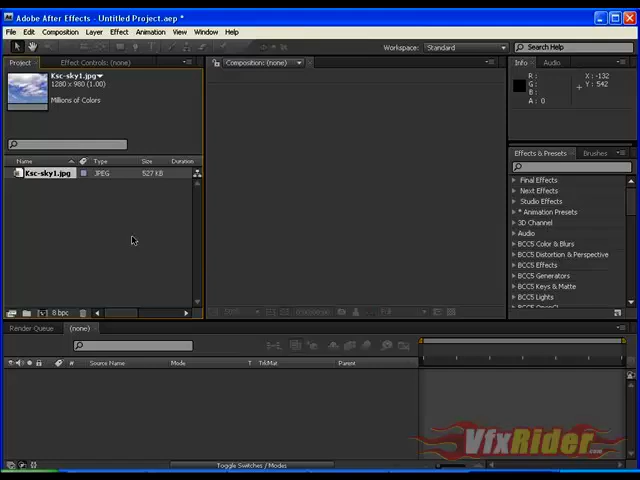 Adobe After Effects - Untitled Project.aep *
File Edit Composition Layer Effect Animation View Window Help
Workspace: Standard Search Help
Project Effect Controls: (none) Composition: (none) Info Audio
Ksc-sky1.jpg
1280 x 980 (1.00)
Millions of Colors
R :
G :
B :
A : 0
X : -132
Y : 542
Effects & Presets Brushes
Name Type Size Duration
Ksc-sky1.jpg JPEG 527 KB
Final Effects
Next Effects
Studio Effects
* Animation Presets
3D Channel
Audio
BCC5 Color & Blurs
BCC5 Distortion & Perspective
BCC5 Effects
BCC5 Generators
BCC5 Keys & Matte
BCC5 Lights
8 bpc
Render Queue (none)
# Source Name Mode T TrkMat Parent
VfxRider.com
Toggle Switches / Modes